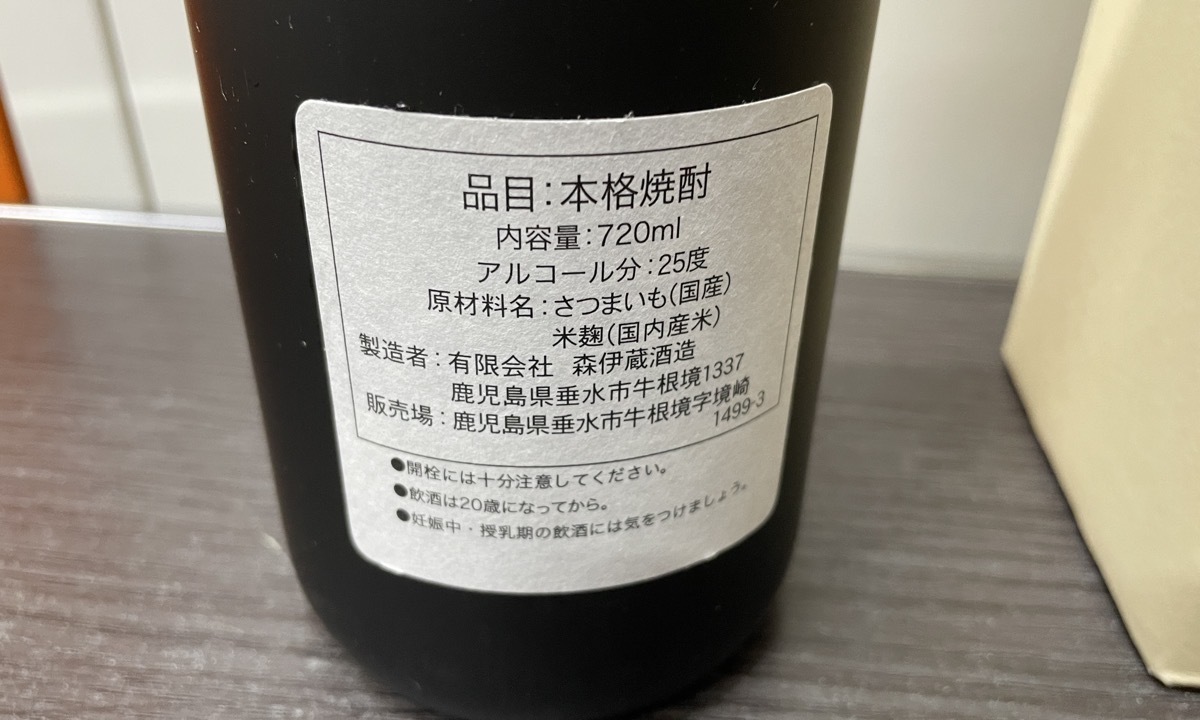 品目:本格焼酎
内容量:720ml
アルコール分:25度
原材料名:さつまいも(国産)
米麹(国内産米)
製造者:有限会社 森伊蔵酒造
鹿児島県垂水市牛根境1337
販売場:鹿児島県垂水市牛根境字境崎
1499-3
●開栓には十分注意してください。
●飲酒は20歳になってから。
●妊娠中・授乳期の飲酒には気をつけましょう。